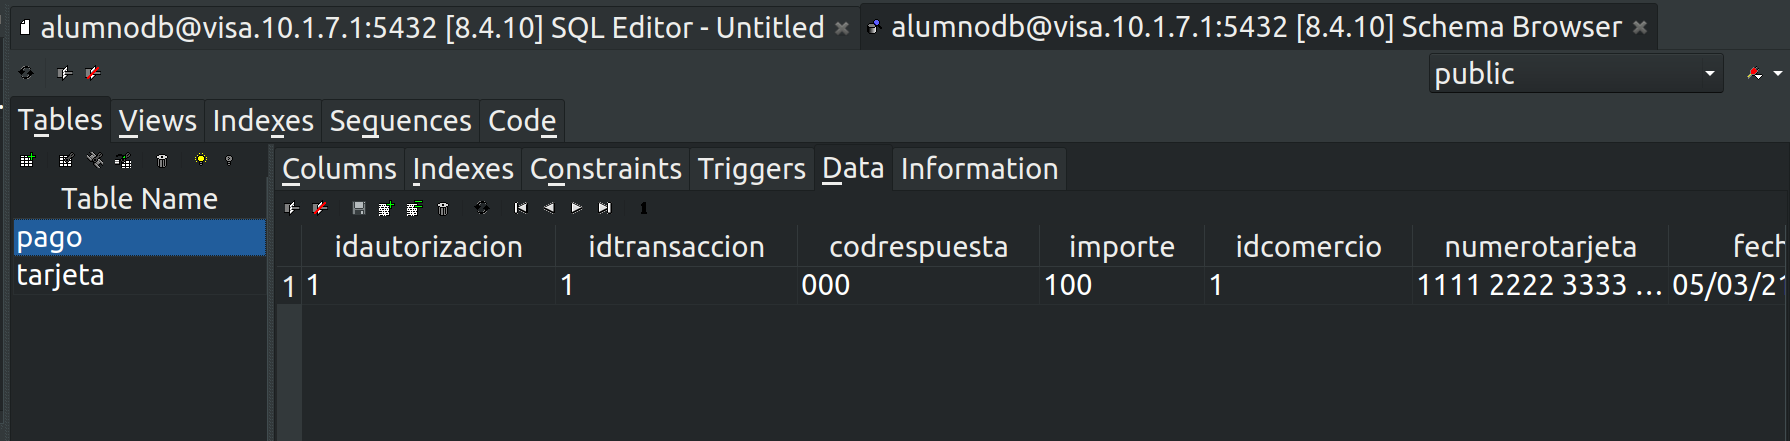 alumnodb@visa.10.1.7.1:5432 [8.4.10] SQL Editor - Untitled alumnodb@visa.10.1.7.1:5432 [8.4.10] Schema Browser
public
Tables Views Indexes Sequences Code
Columns Indexes Constraints Triggers Data Information
Table Name
1
pago
tarjeta
idautorizacion idtransaccion codrespuesta importe idcomercio numerotarjeta fech
1 1 1 000 100 1 1111 2222 3333 ... 05/03/21